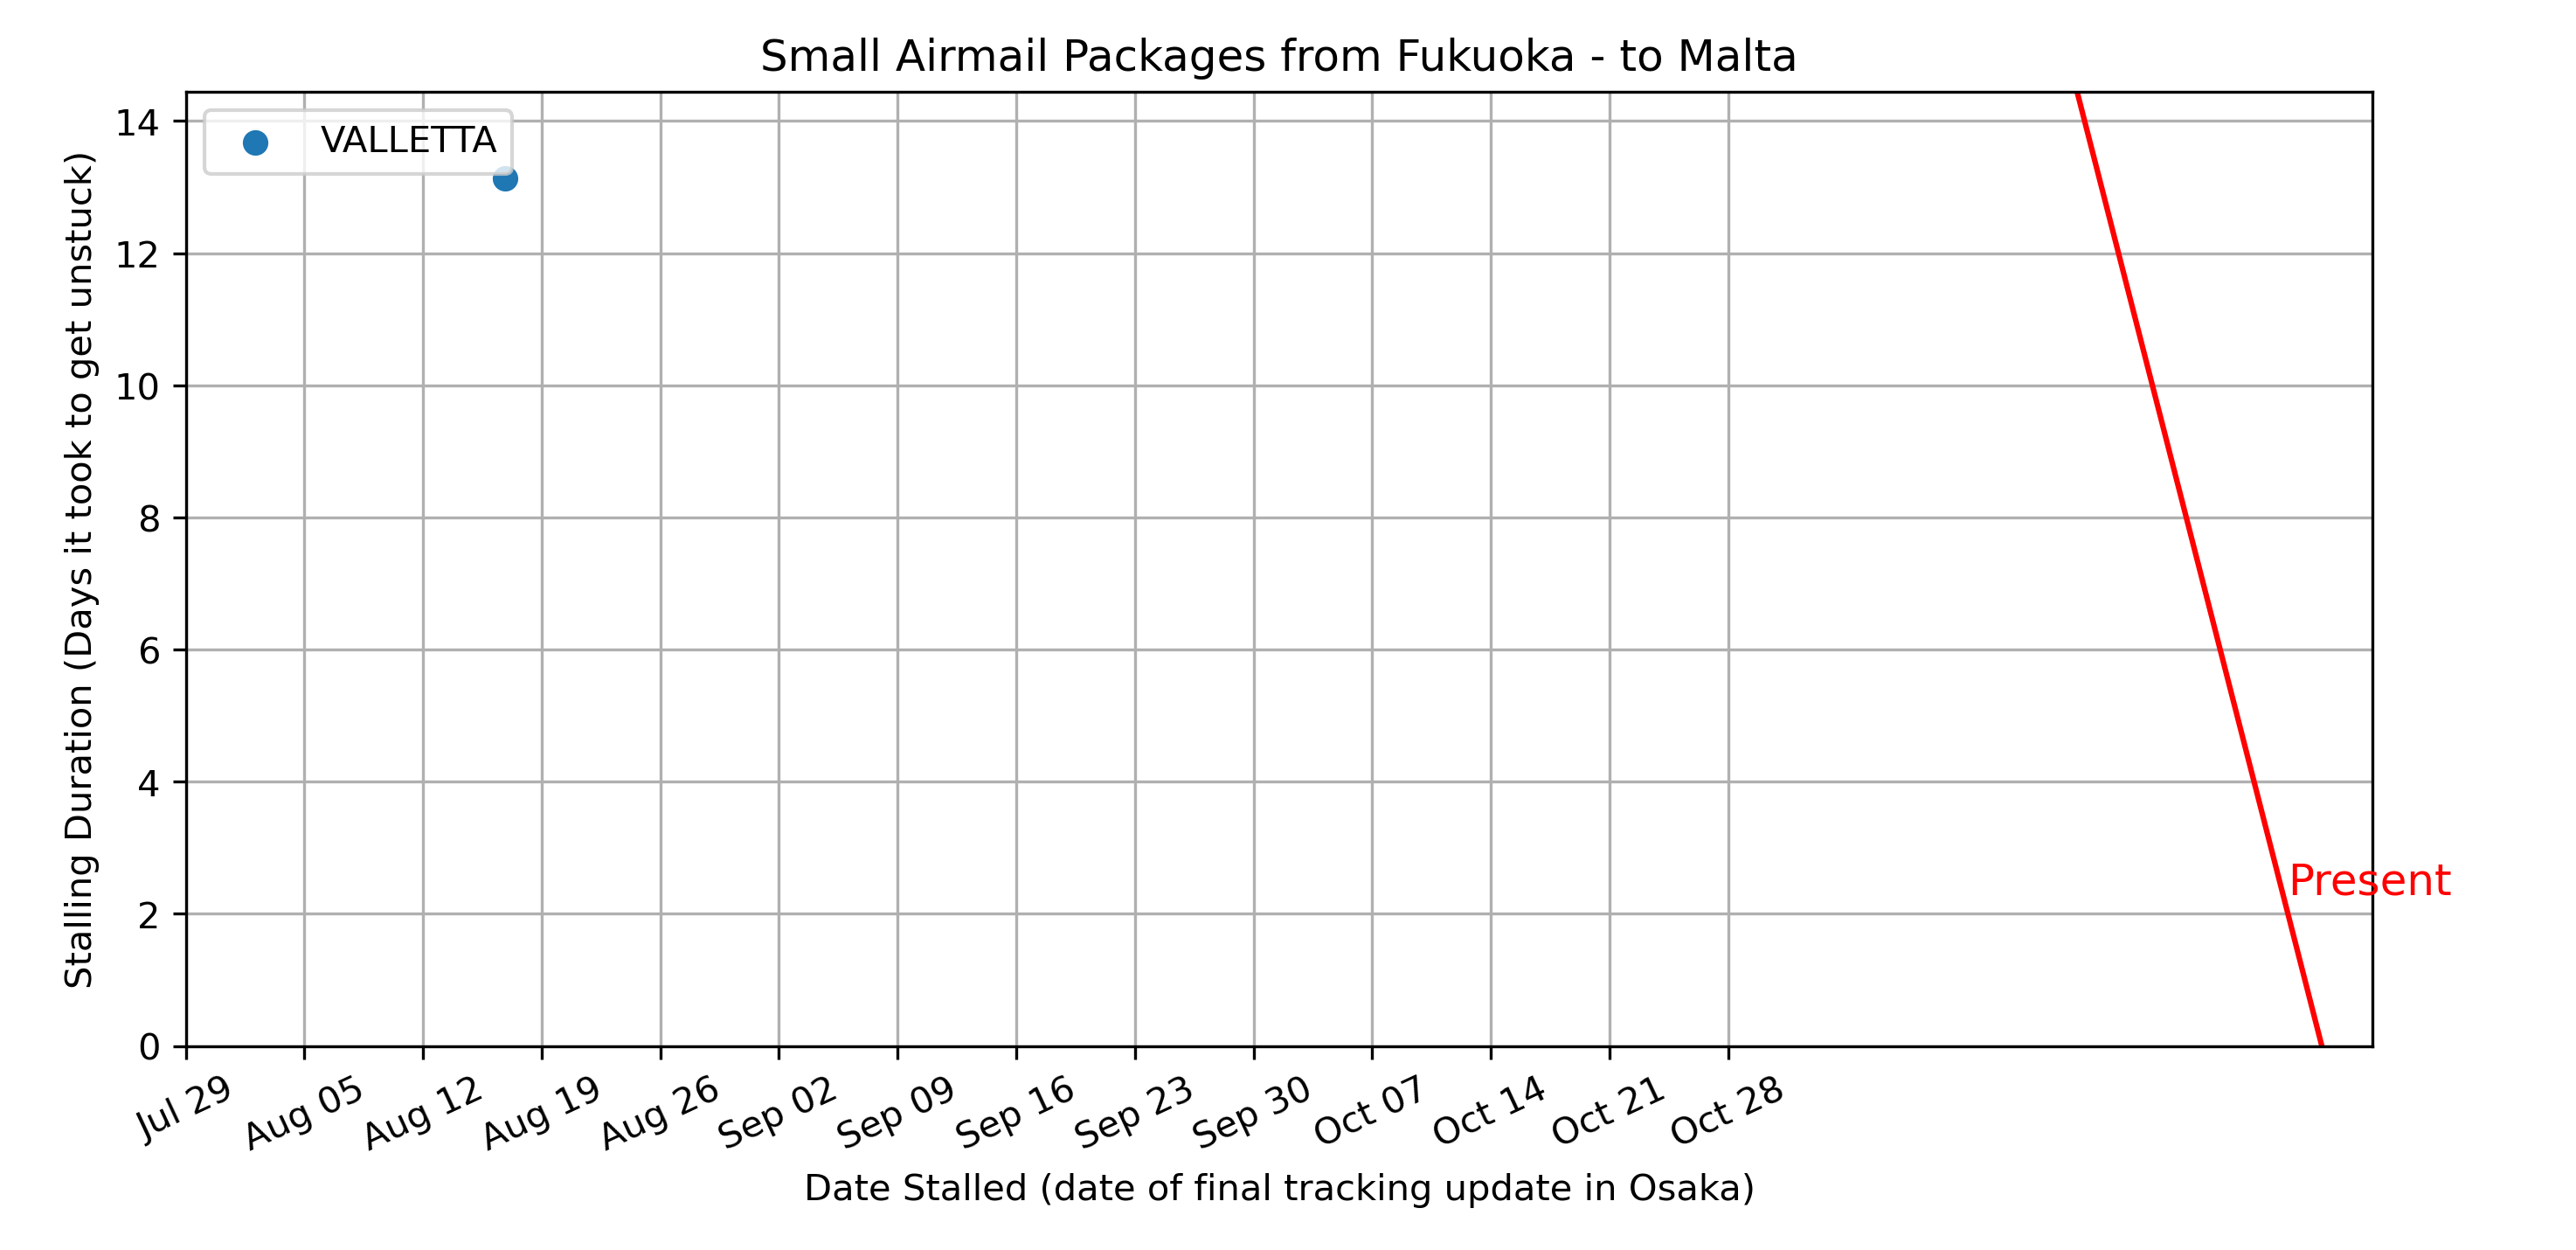 Small Airmail Packages from Fukuoka - to Malta
VALLETTA
Stalling Duration (Days it took to get unstuck)
14
12
10
8
6
4
2
0
Present
Jul 29 Aug 05 Aug 12 Aug 19 Aug 26 Sep 02 Sep 09 Sep 16 Sep 23 Sep 30 Oct 07 Oct 14 Oct 21 Oct 28
Date Stalled (date of final tracking update in Osaka)